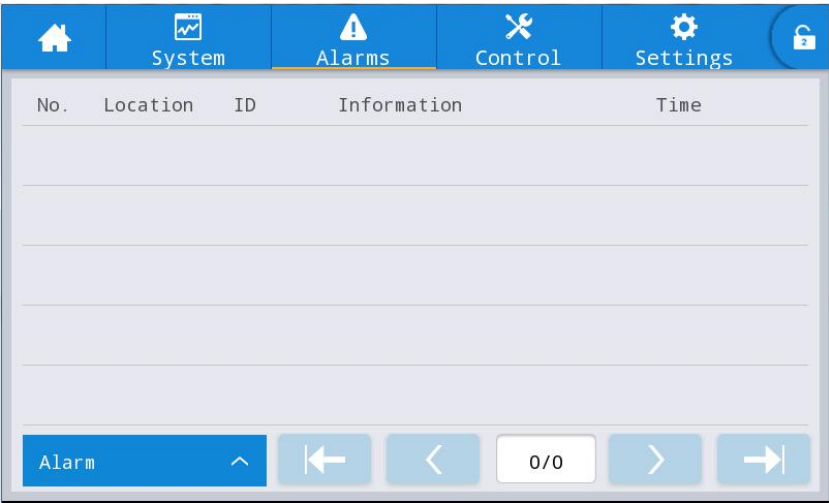 System Alarms Control Settings 2
No. Location ID Information Time
Alarm 0/0